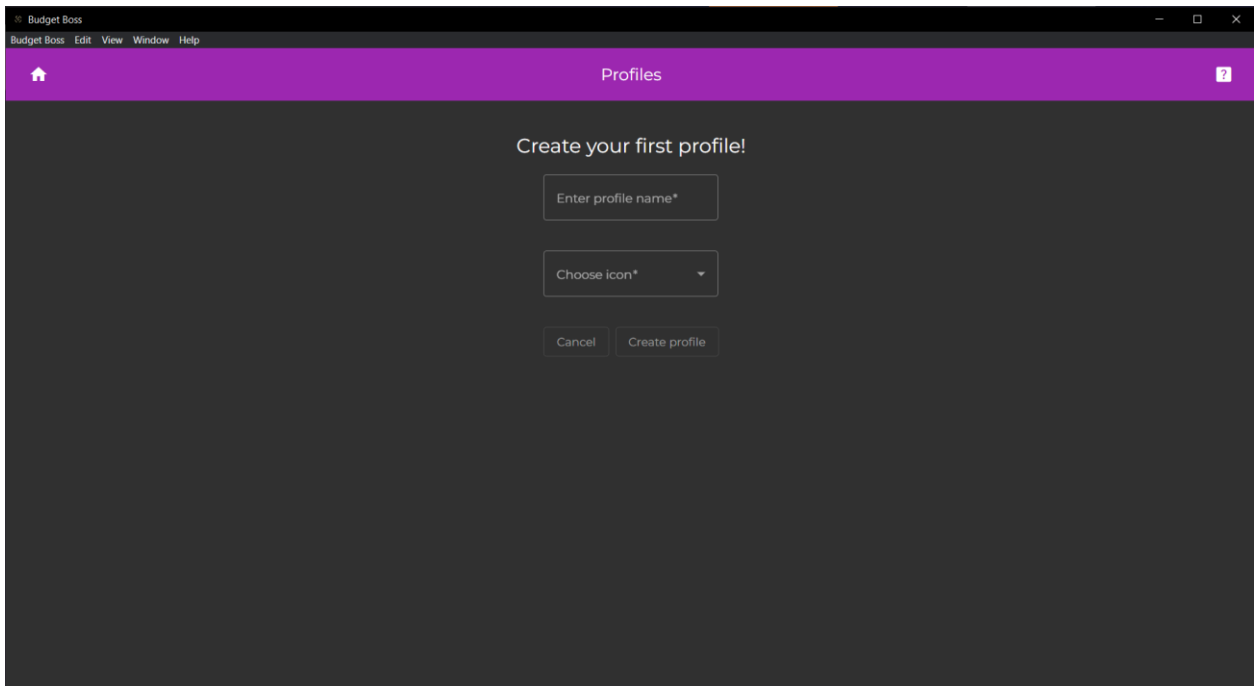 Budget Boss
Budget Boss Edit View Window Help
Profiles
?
Create your first profile!
Enter profile name*
Choose icon*
Cancel Create profile